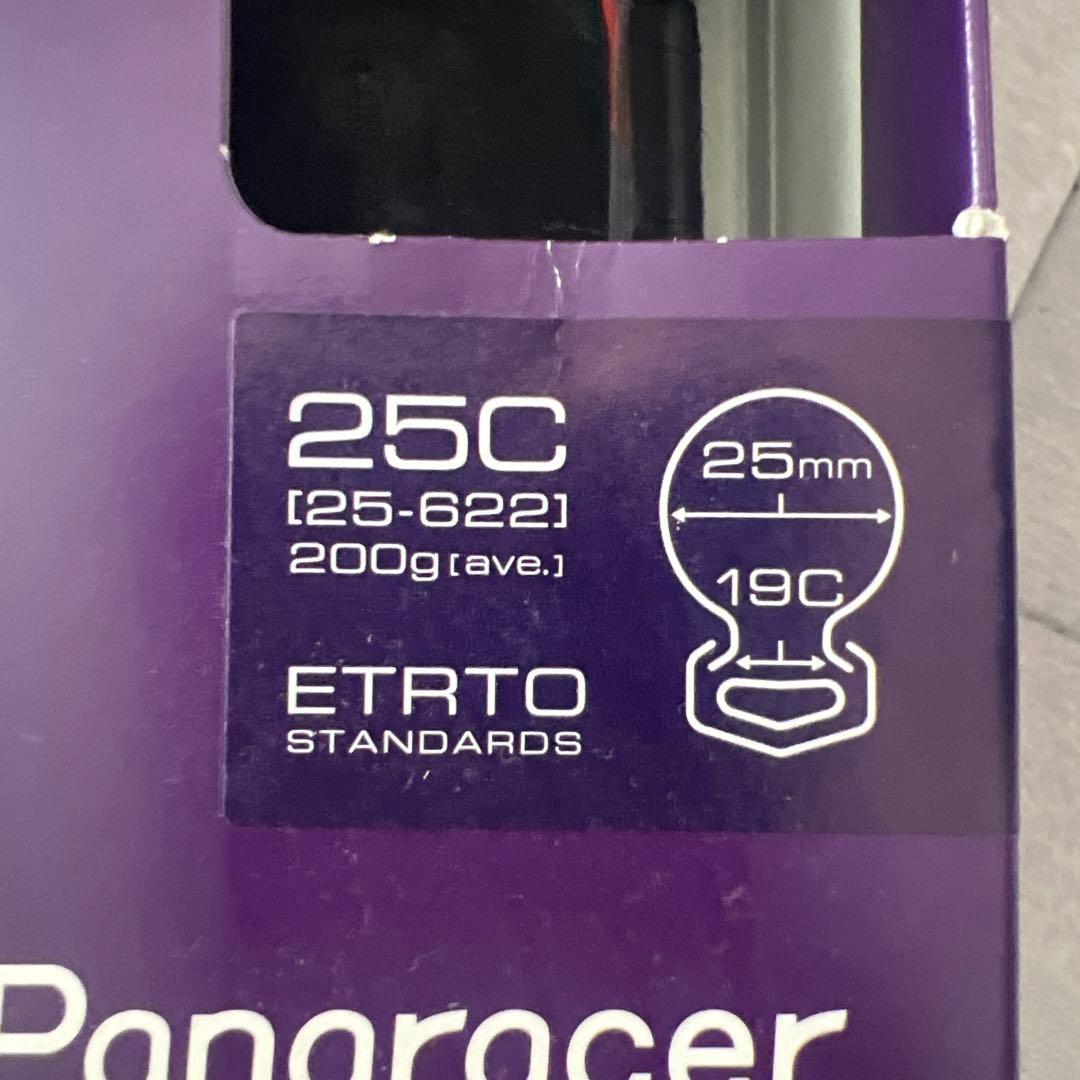 25C
[25-622]
200g[ave.]
ETRTO
STANDARDS
25mm
19C
Panaracer